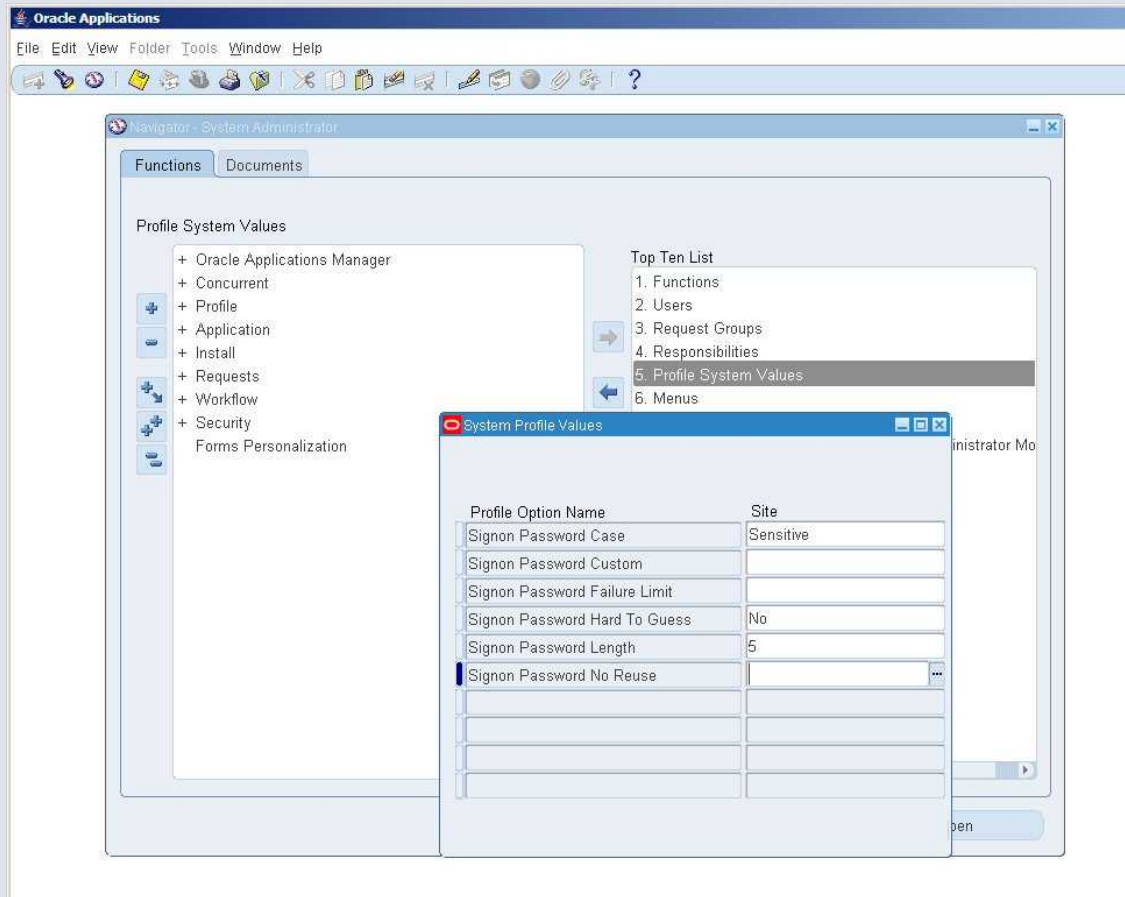 Oracle Applications
File Edit View Folder Tools Window Help
?
Navigator - System Administrator
Functions Documents
Profile System Values
+ Oracle Applications Manager
+ Concurrent
+ Profile
+ Application
+ Install
+ Requests
+ Workflow
+ Security
Forms Personalization
Top Ten List
1. Functions
2. Users
3. Request Groups
4. Responsibilities
5. Profile System Values
6. Menus
inistrator Mo
System Profile Values
Profile Option Name Site
Signon Password Case Sensitive
Signon Password Custom
Signon Password Failure Limit
Signon Password Hard To Guess No
Signon Password Length 5
Signon Password No Reuse
pen